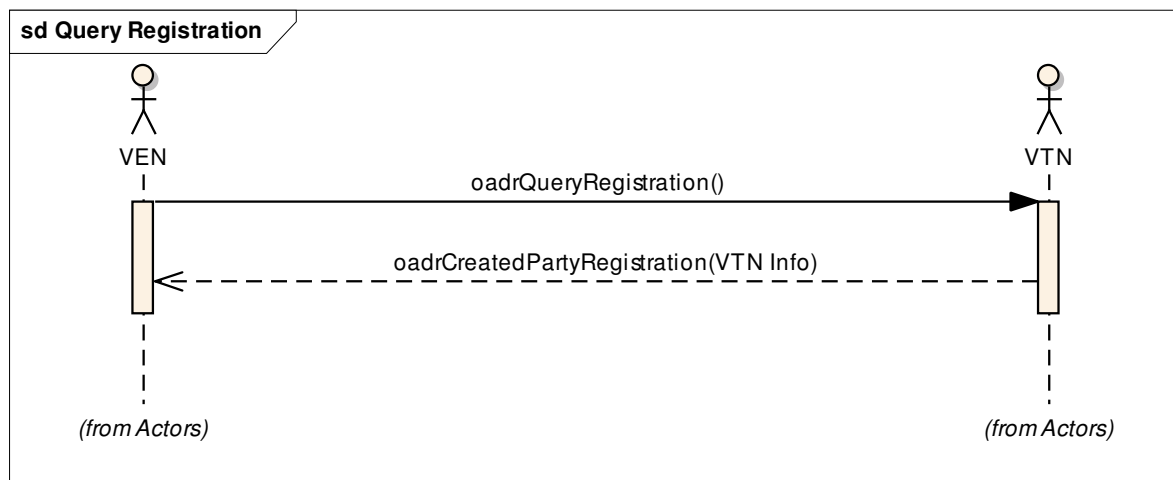 sd Query Registration
VEN
VTN
oadrQueryRegistration()
oadrCreatedPartyRegistration(VTN Info)
(from Actors)
(from Actors)